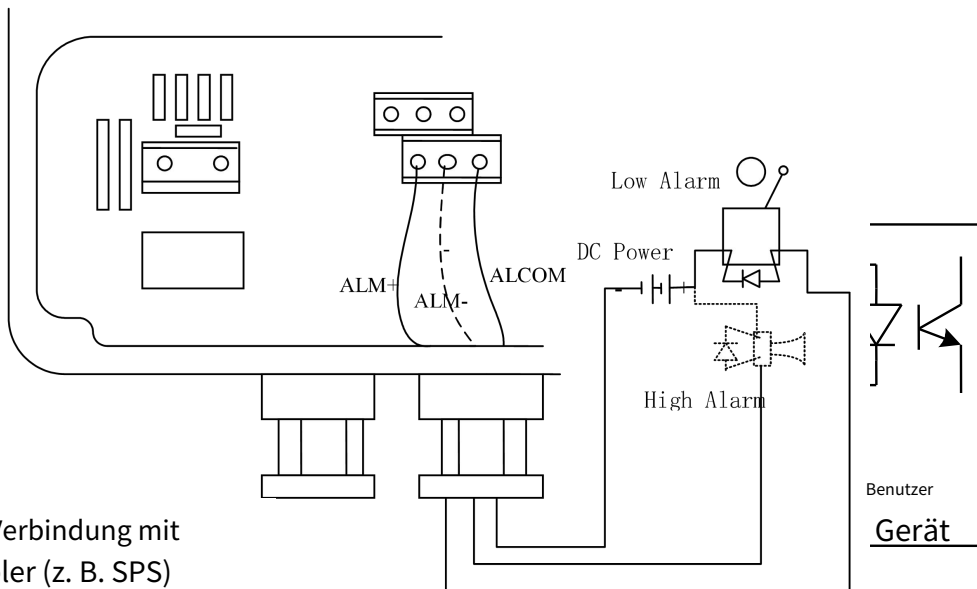 Low Alarm
DC Power
ALM+
ALM-
ALCOM
-
-
+
High Alarm
Benutzer
Gerät
Verbindung mit
ler (z. B. SPS)